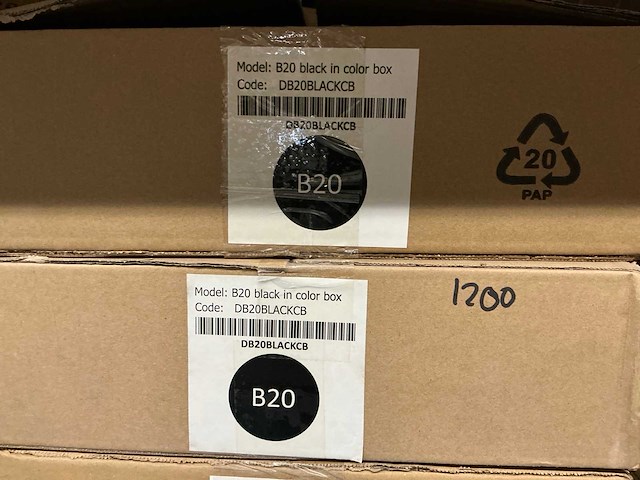 Model: B20 black in color box
Code: DB20BLACKCB
DB20BLACKCB
B20
20
PAP
1200
Model: B20 black in color box
Code: DB20BLACKCB
DB20BLACKCB
B20